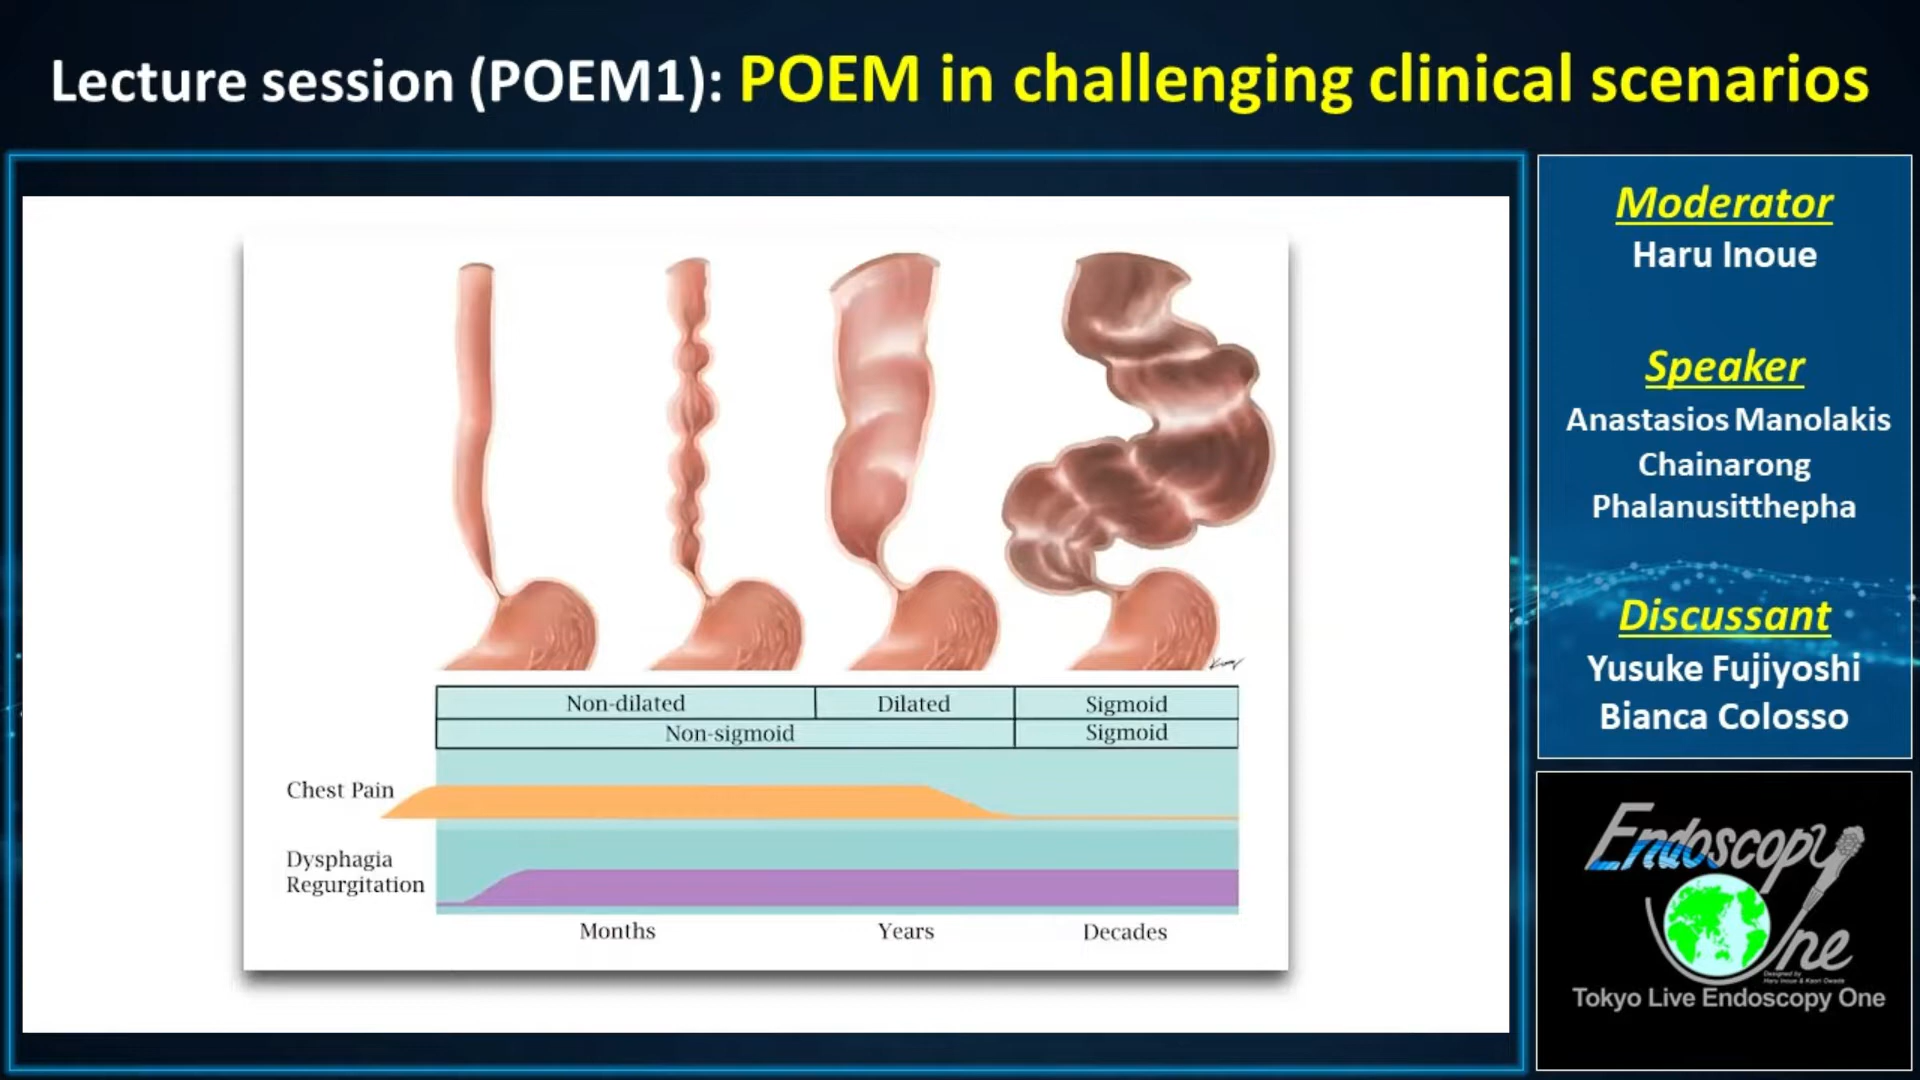 Lecture session (POEM1): POEM in challenging clinical scenarios
Non-dilated Dilated Sigmoid
Non-sigmoid Sigmoid
Chest Pain
Dysphagia
Regurgitation
Months Years Decades
Moderator
Haru Inoue
Speaker
Anastasios Manolakis
Chainarong
Phalanusitthepha
Discussant
Yusuke Fujiyoshi
Bianca Colosso
Endoscopy
One
Designed by
Tokyo Live Endoscopy One